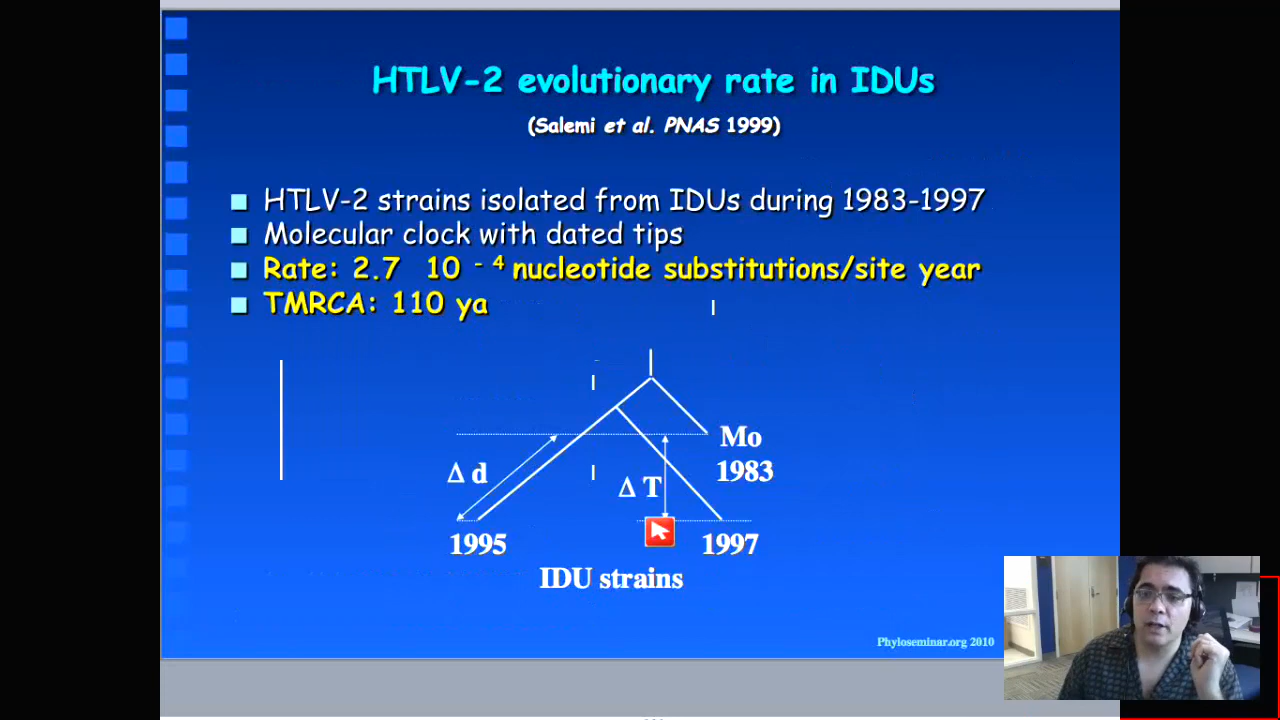 HTLV-2 evolutionary rate in IDUs
(Salemi et al. PNAS 1999)
HTLV-2 strains isolated from IDUs during 1983-1997
Molecular clock with dated tips
Rate: 2.7 10 - 4 nucleotide substitutions/site year
TMRCA: 110 ya
Mo
1983
Δ d
Δ T
1995
1997
IDU strains
Phyloseminar.org 2010